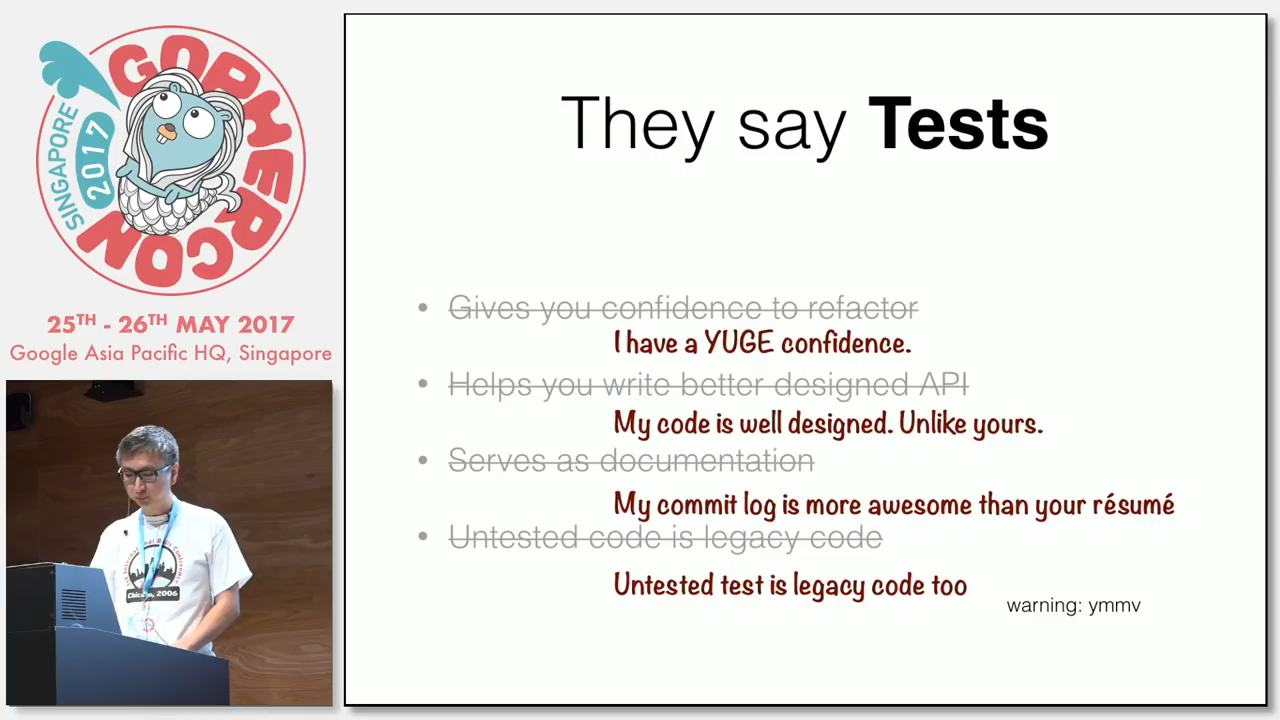 GOPHERCON
SINGAPORE
2017
25TH - 26TH MAY 2017
Google Asia Pacific HQ, Singapore
They say Tests
• Gives you confidence to refactor
I have a YUGE confidence.
• Helps you write better designed API
My code is well designed. Unlike yours.
• Serves as documentation
My commit log is more awesome than your résumé
• Untested code is legacy code
Untested test is legacy code too
warning: ymmv
International Rails Conference
Chicago, 2006